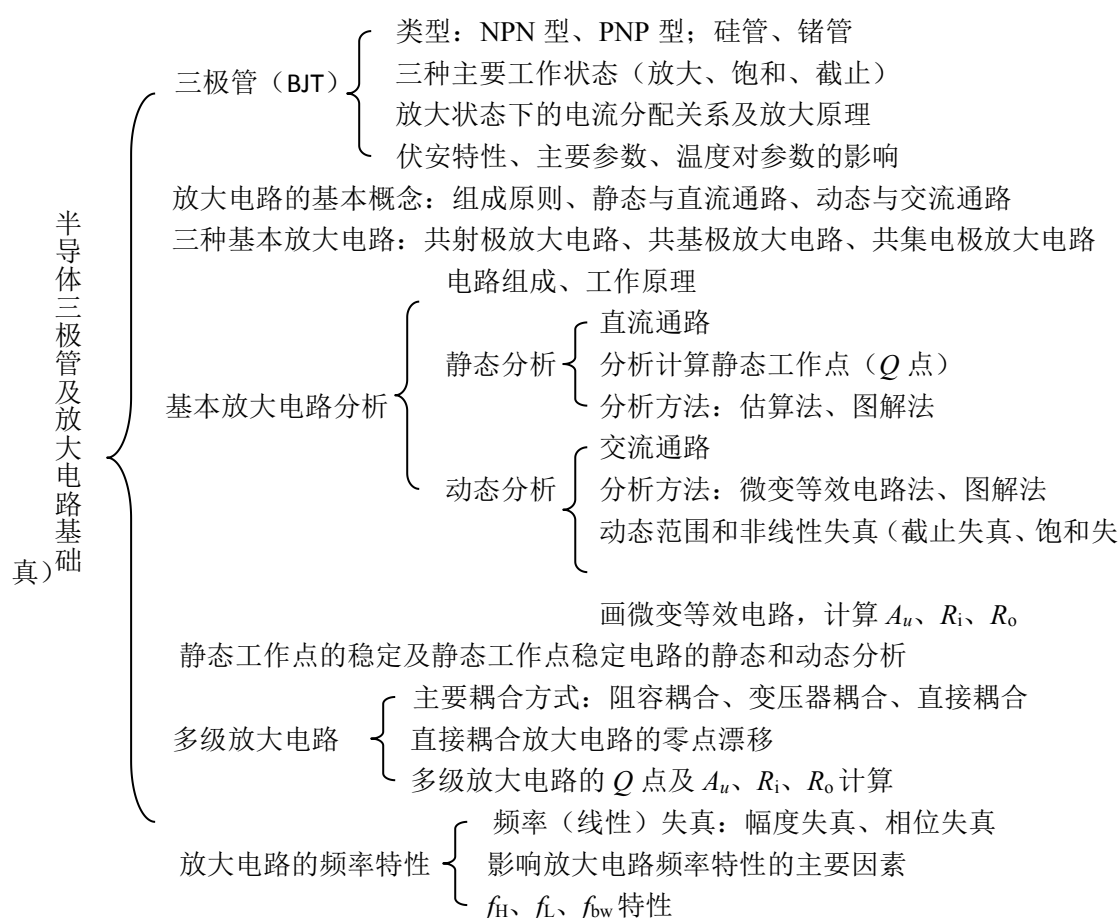 类型：NPN 型、PNP 型；硅管、锗管
三极管（BJT）
三种主要工作状态（放大、饱和、截止）
放大状态下的电流分配关系及放大原理
伏安特性、主要参数、温度对参数的影响
放大电路的基本概念：组成原则、静态与直流通路、动态与交流通路
三种基本放大电路：共射极放大电路、共基极放大电路、共集电极放大电路
半导体三极管及放大电路基础
基本放大电路分析
电路组成、工作原理
静态分析
直流通路
分析计算静态工作点（Q 点）
分析方法：估算法、图解法
动态分析
交流通路
分析方法：微变等效电路法、图解法
动态范围和非线性失真（截止失真、饱和失
真）
画微变等效电路，计算 Au、Ri、Ro
静态工作点的稳定及静态工作点稳定电路的静态和动态分析
多级放大电路
主要耦合方式：阻容耦合、变压器耦合、直接耦合
直接耦合放大电路的零点漂移
多级放大电路的 Q 点及 Au、Ri、Ro 计算
放大电路的频率特性
频率（线性）失真：幅度失真、相位失真
影响放大电路频率特性的主要因素
fH、fL、fbw 特性